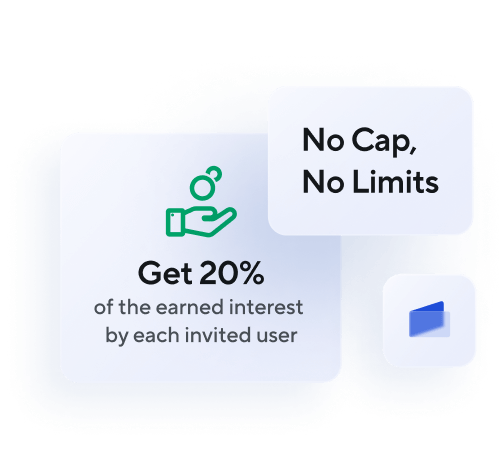 No Cap,
No Limits
Get 20%
of the earned interest
by each invited user